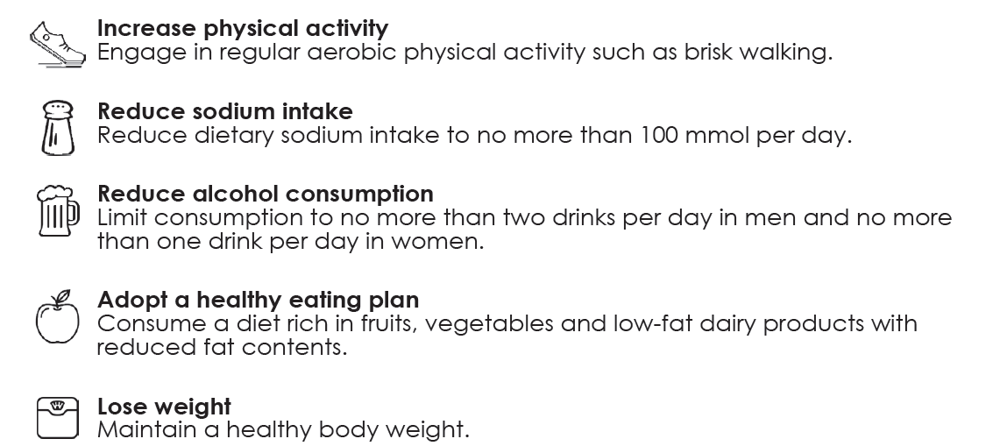 Increase physical activity
Engage in regular aerobic physical activity such as brisk walking.
Reduce sodium intake
Reduce dietary sodium intake to no more than 100 mmol per day.
Reduce alcohol consumption
Limit consumption to no more than two drinks per day in men and no more
than one drink per day in women.
Adopt a healthy eating plan
Consume a diet rich in fruits, vegetables and low-fat dairy products with
reduced fat contents.
Lose weight
Maintain a healthy body weight.